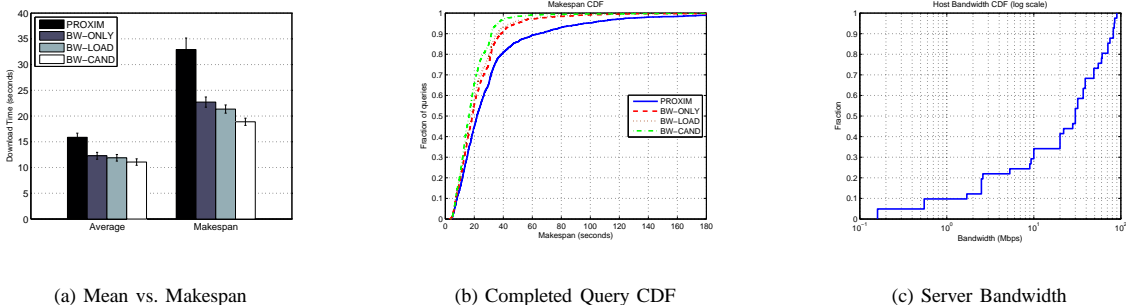 PROXIM
BW−ONLY
BW−LOAD
BW−CAND
40
35
30
25
20
15
10
5
0
Download Time (seconds)
Average
Makespan
(a) Mean vs. Makespan
Makespan CDF
1
0.9
0.8
0.7
0.6
0.5
0.4
0.3
0.2
0.1
0
Fraction of queries
PROXIM
BW−ONLY
BW−LOAD
BW−CAND
0 20 40 60 80 100 120 140 160 180
Makespan (seconds)
(b) Completed Query CDF
Host Bandwidth CDF (log scale)
1
0.9
0.8
0.7
0.6
0.5
0.4
0.3
0.2
0.1
0
Fraction
10−1 100 101 102
Bandwidth (Mbps)
(c) Server Bandwidth